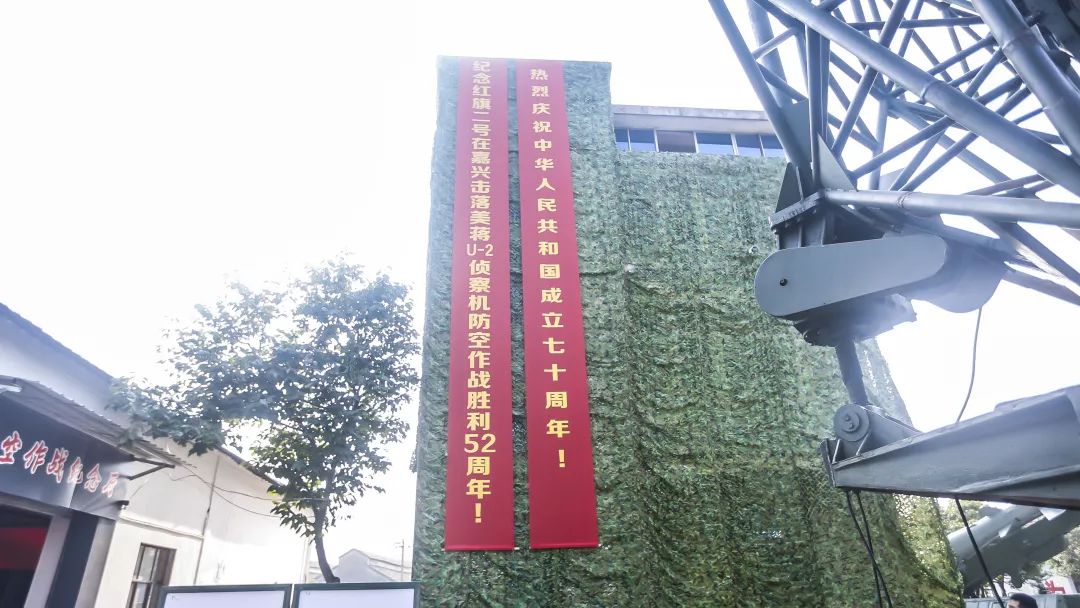 热烈庆祝中华人民共和国成立七十周年！
纪念红旗二号在嘉兴击落美蒋U-2侦察机防空作战胜利52周年！
空作战纪念